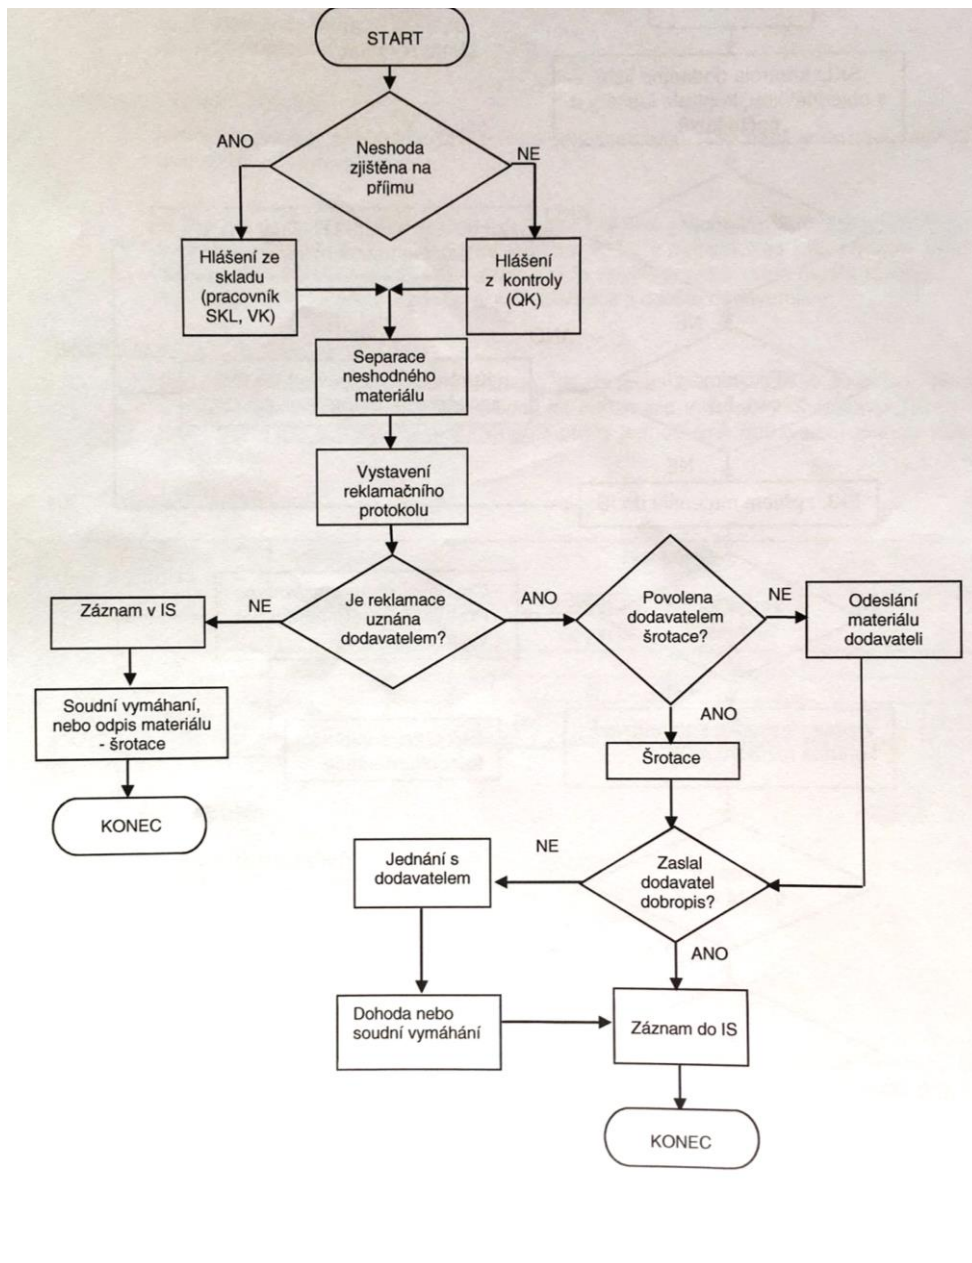 START
ANO
Neshoda
zjištěna na
příjmu
NE
Hlášení ze
skladu
(pracovník
SKL, VK)
Hlášení
z kontroly
(QK)
Separace
neshodného
materiálu
Vystavení
reklamačního
protokolu
Záznam v IS
NE
Je reklamace
uznána
dodavatelem?
ANO
Povolena
dodavatelem
šrotace?
NE
Odeslání
materiálu
dodavateli
Soudní vymáhaní,
nebo odpis materiálu
- šrotace
ANO
Šrotace
KONEC
Jednání s
dodavatelem
NE
Zaslal
dodavatel
dobropis?
ANO
Dohoda nebo
soudní vymáhání
Záznam do IS
KONEC